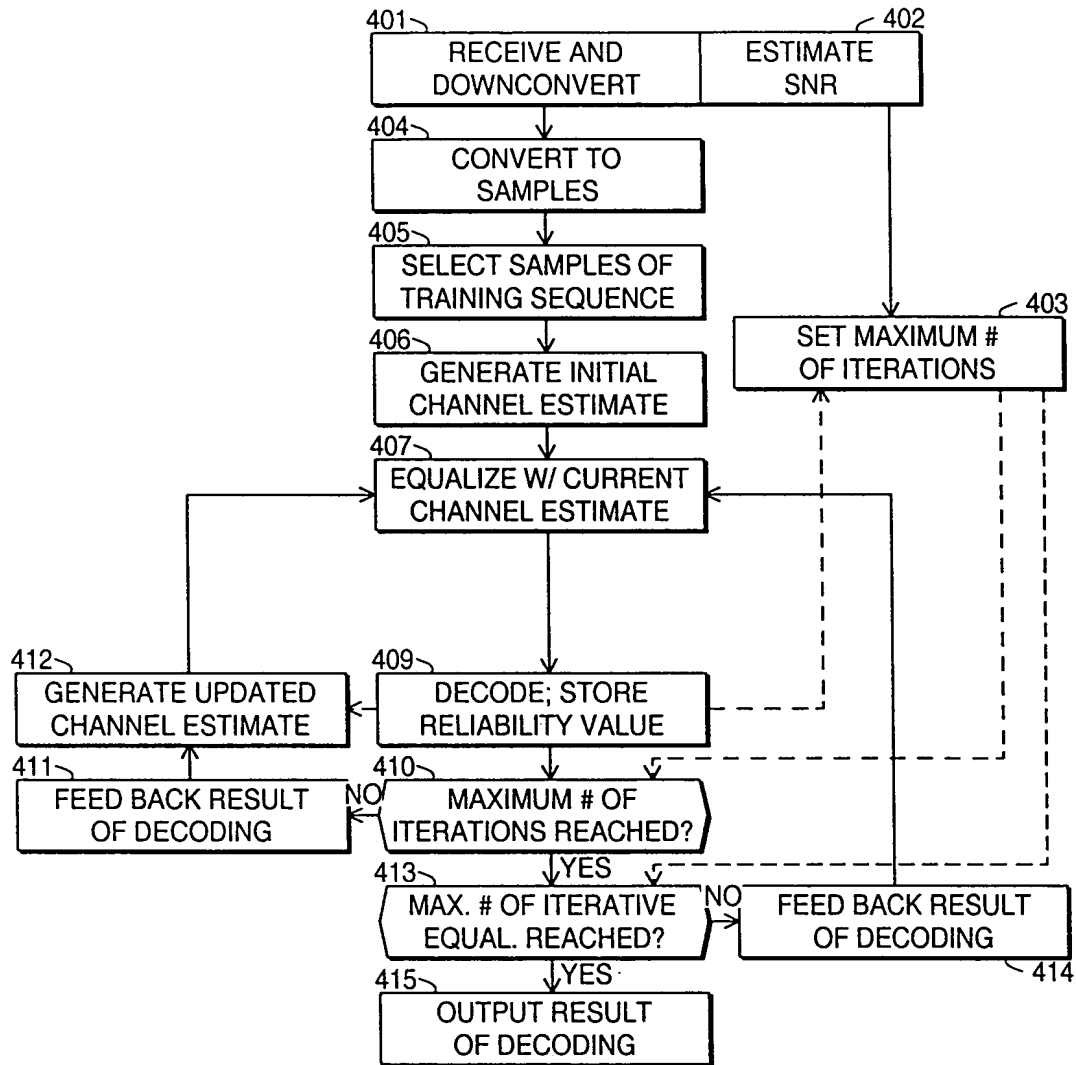 401
402
RECEIVE AND
DOWNCONVERT
ESTIMATE
SNR
404
CONVERT TO
SAMPLES
405
SELECT SAMPLES OF
TRAINING SEQUENCE
403
SET MAXIMUM #
OF ITERATIONS
406
GENERATE INITIAL
CHANNEL ESTIMATE
407
EQUALIZE W/ CURRENT
CHANNEL ESTIMATE
412
GENERATE UPDATED
CHANNEL ESTIMATE
409
DECODE; STORE
RELIABILITY VALUE
411
FEED BACK RESULT
OF DECODING
NO
410
MAXIMUM # OF
ITERATIONS REACHED?
YES
413
MAX. # OF ITERATIVE
EQUAL. REACHED?
NO
FEED BACK RESULT
OF DECODING
414
YES
415
OUTPUT RESULT
OF DECODING